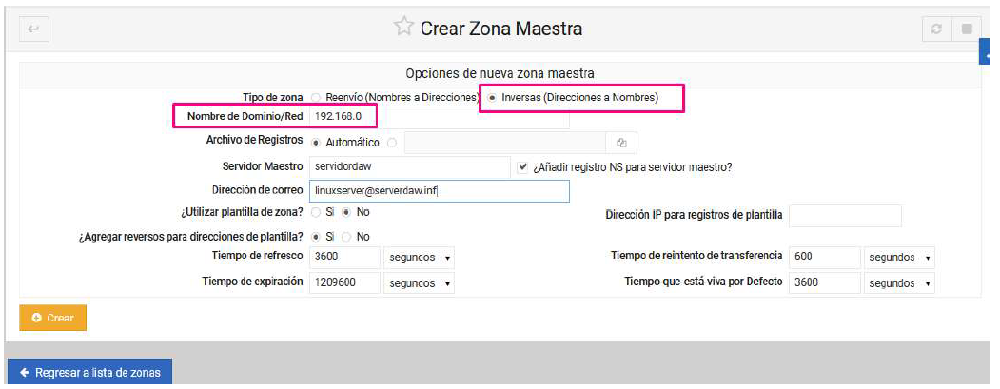 Crear Zona Maestra
Opciones de nueva zona maestra
Tipo de zona Reenvío (Nombres a Direcciones) Inversas (Direcciones a Nombres)
Nombre de Dominio/Red 192.168.0
Archivo de Registros Automático
Servidor Maestro servidordaw ¿Añadir registro NS para servidor maestro?
Dirección de correo linuxserver@serverdaw.inf
¿Utilizar plantilla de zona? Si No Dirección IP para registros de plantilla
¿Agregar reversos para direcciones de plantilla? Si No
Tiempo de refresco 3600 segundos Tiempo de reintento de transferencia 600 segundos
Tiempo de expiración 1209600 segundos Tiempo-que-está-viva por Defecto 3600 segundos
Crear
Regresar a lista de zonas